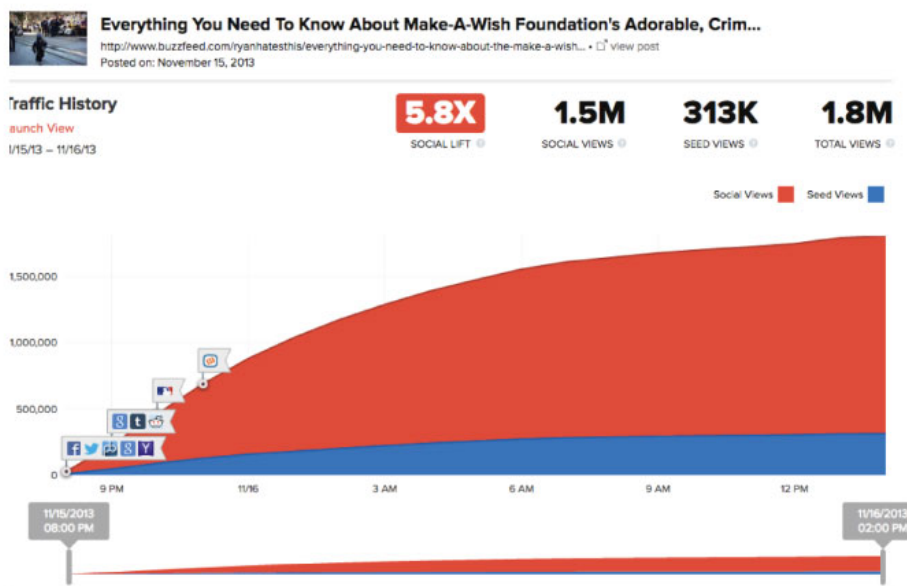 Everything You Need To Know About Make-A-Wish Foundation's Adorable, Crim...
http://www.buzzfeed.com/ryanhatesthis/everything-you-need-to-know-about-the-make-a-wish... • view post
Posted on: November 15, 2013
Traffic History
aunch View
1/15/13 – 11/16/13
5.8X
SOCIAL LIFT
1.5M
SOCIAL VIEWS
313K
SEED VIEWS
1.8M
TOTAL VIEWS
Social Views
Seed Views
1,500,000
1,000,000
500,000
0
9 PM
11/16
3 AM
6 AM
9 AM
12 PM
11/15/2013
08:00 PM
11/16/2013
02:00 PM